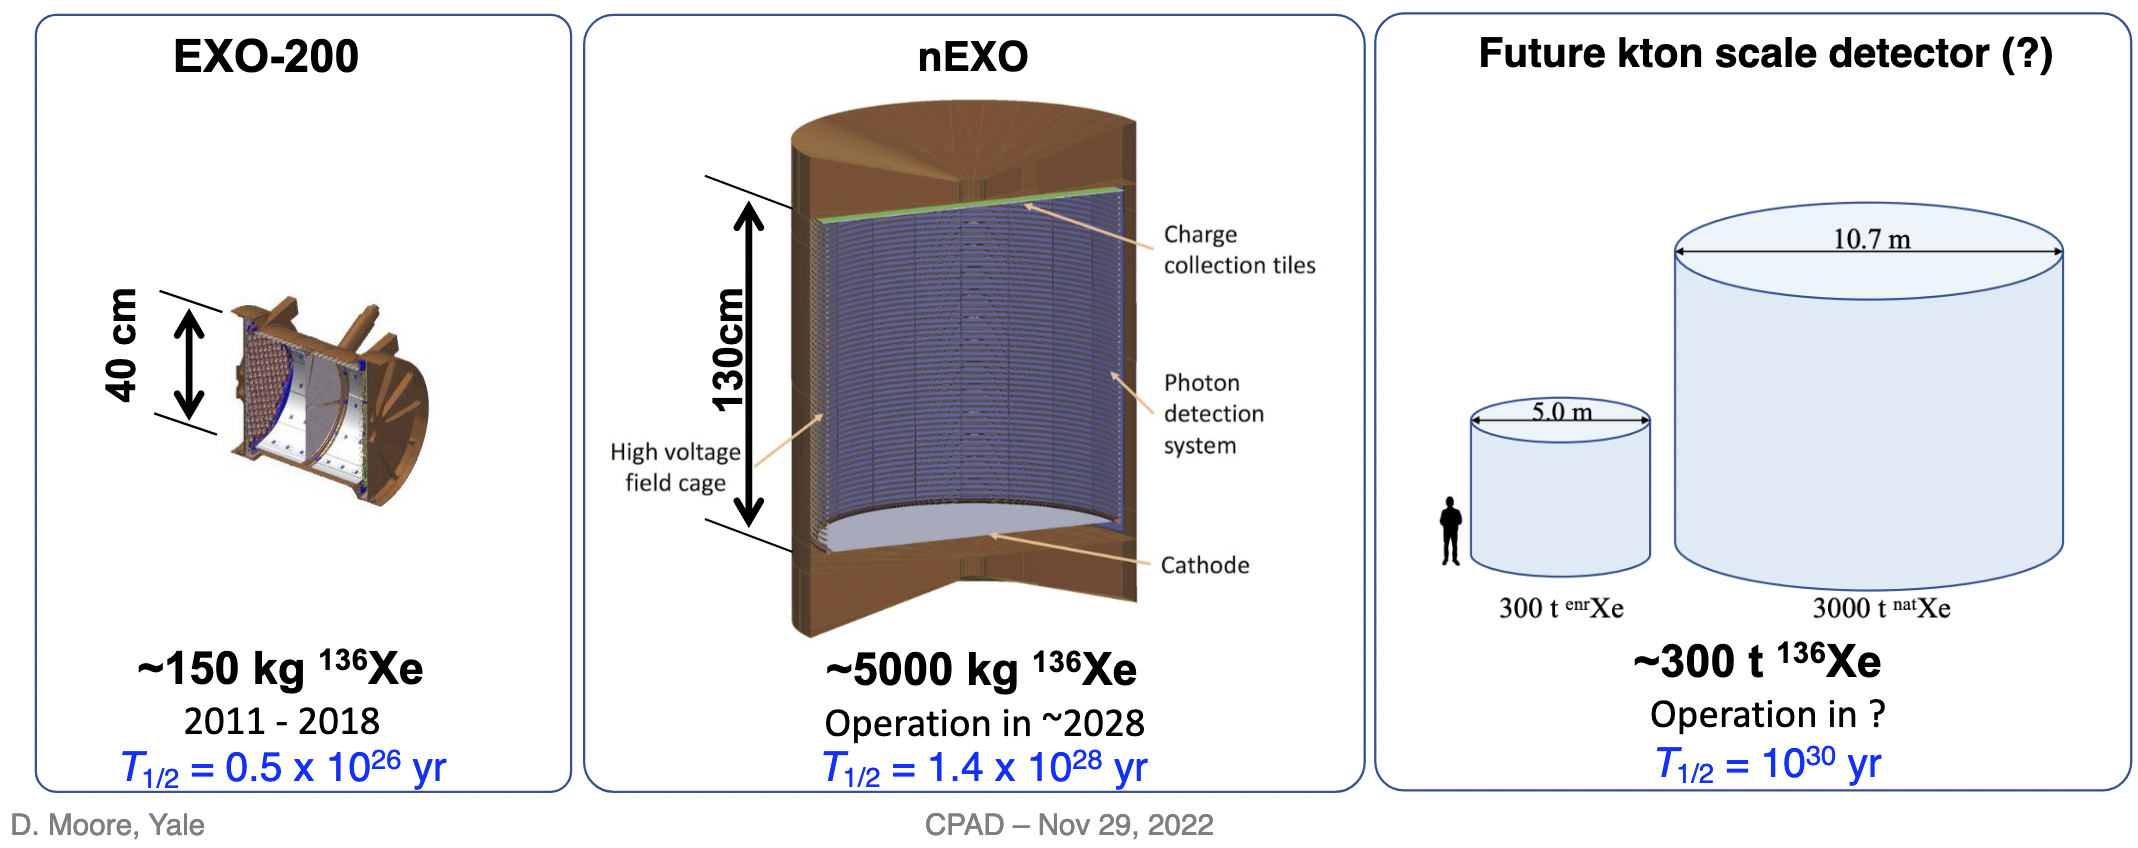 EXO-200
40 cm
~150 kg ¹³⁶Xe
2011 - 2018
T₁/₂ = 0.5 x 10²⁶ yr
nEXO
130cm
Charge
collection tiles
Photon
detection
system
High voltage
field cage
Cathode
~5000 kg ¹³⁶Xe
Operation in ~2028
T₁/₂ = 1.4 x 10²⁸ yr
Future kton scale detector (?)
10.7 m
5.0 m
300 t ᵉⁿʳXe
3000 t ⁿᵃᵗXe
~300 t ¹³⁶Xe
Operation in ?
T₁/₂ = 10³⁰ yr
D. Moore, Yale
CPAD – Nov 29, 2022